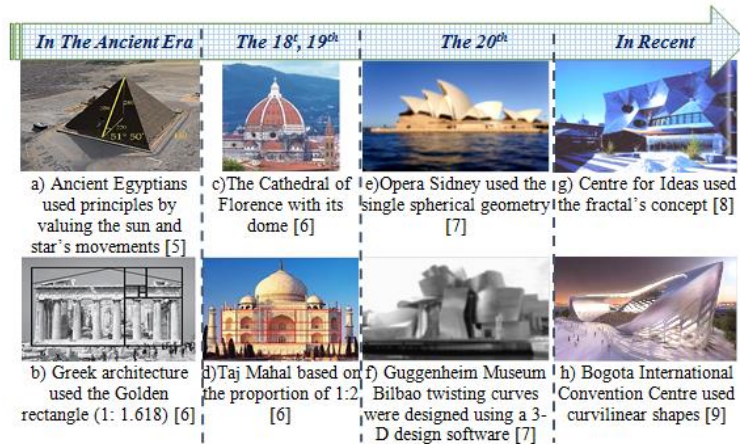 In The Ancient Era
The 18t, 19th
The 20th
In Recent
51° 50'
a) Ancient Egyptians
used principles by
valuing the sun and
star's movements [5]
c)The Cathedral of
Florence with its
dome [6]
e)Opera Sidney used the
single spherical geometry
[7]
g) Centre for Ideas used
the fractal's concept [8]
b) Greek architecture
used the Golden
rectangle (1: 1.618) [6]
d)Taj Mahal based on
the proportion of 1:2
[6]
f) Guggenheim Museum
Bilbao twisting curves
were designed using a 3-
D design software [7]
h) Bogota International
Convention Centre used
curvilinear shapes [9]